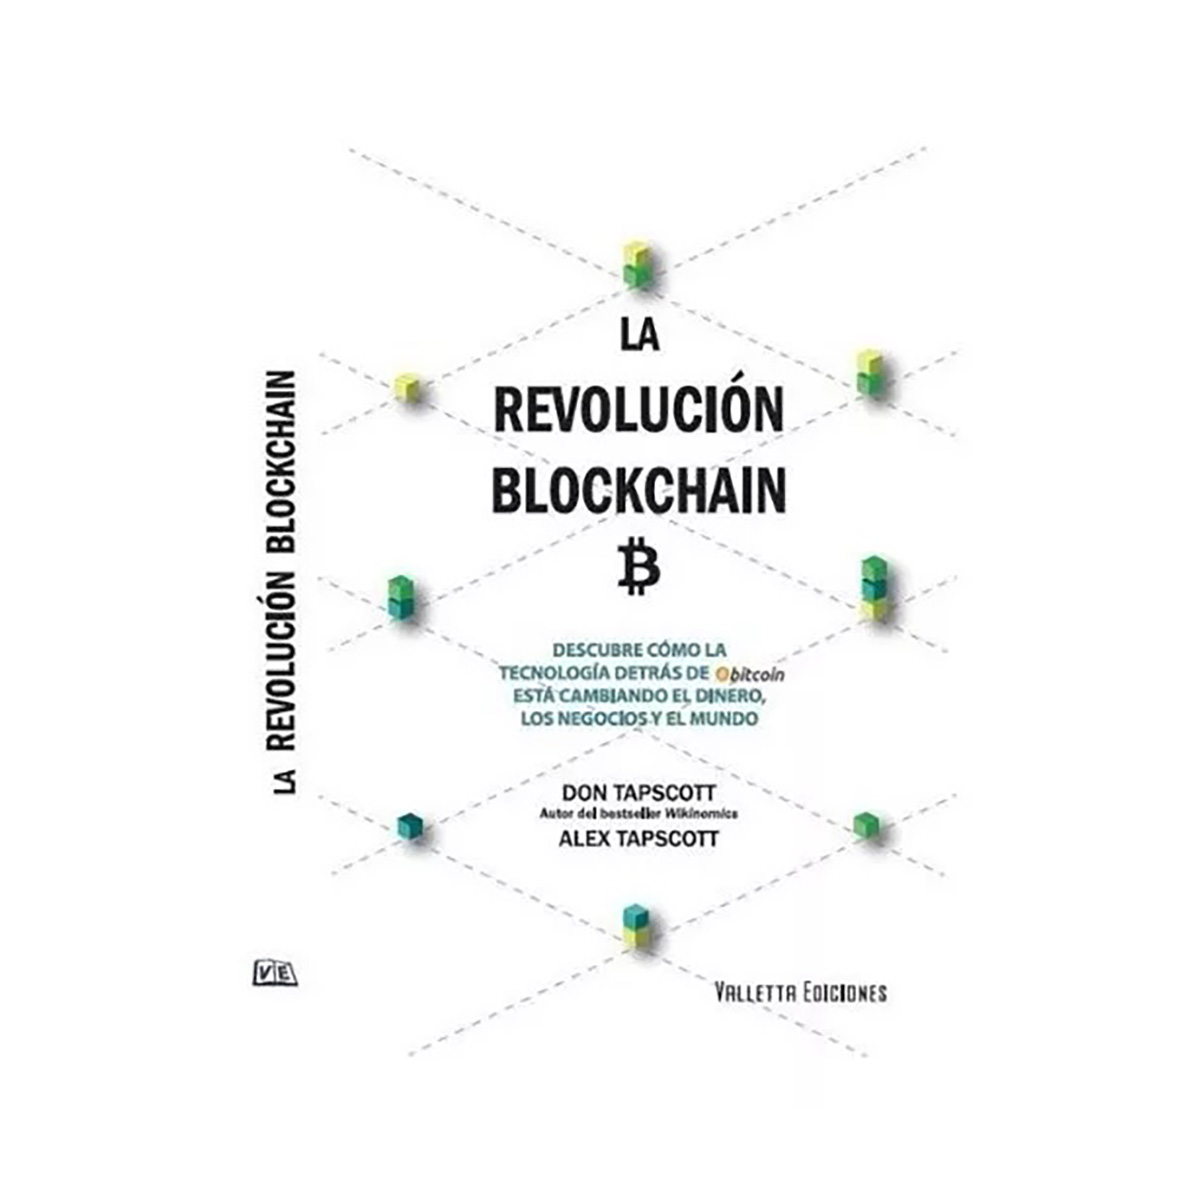 LA REVOLUCIÓN BLOCKCHAIN
VE
LA
REVOLUCIÓN
BLOCKCHAIN
₿
DESCUBRE CÓMO LA
TECNOLOGÍA DETRÁS DE bitcoin
ESTÁ CAMBIANDO EL DINERO,
LOS NEGOCIOS Y EL MUNDO
DON TAPSCOTT
Autor del bestseller Wikinomics
ALEX TAPSCOTT
VALLETTA EDICIONES